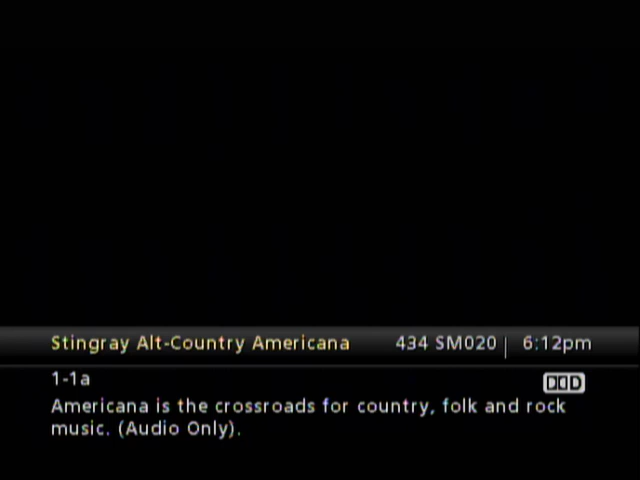 Stingray Alt-Country Americana 434 SM020 | 6:12pm
1-1a
Americana is the crossroads for country, folk and rock
music. (Audio Only).